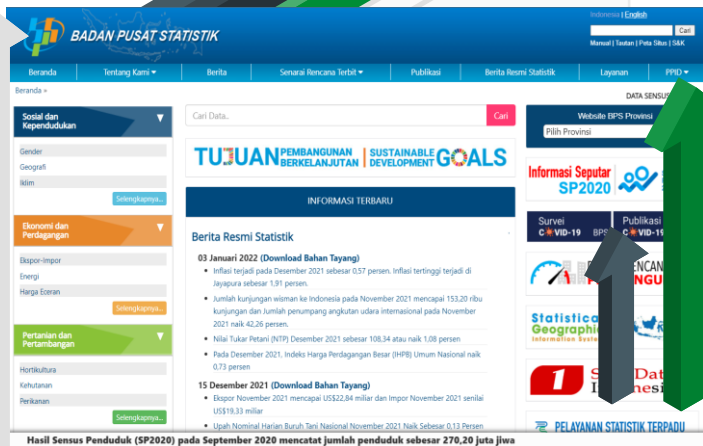 Indonesia | English
BADAN PUSAT STATISTIK
Cari
Manual | Tautan | Peta Situs | S&K
Beranda
Tentang Kami
Berita
Senarai Rencana Terbit
Publikasi
Berita Resmi Statistik
Layanan
PPID
Beranda »
DATA SENSUS
Sosial dan
Kependudukan
Gender
Geografi
Iklim
Selengkapnya...
Ekonomi dan
Perdagangan
Ekspor-Impor
Energi
Harga Eceran
Selengkapnya...
Pertanian dan
Pertambangan
Hortikultura
Kehutanan
Perikanan
Selengkapnya...
Cari Data..
Cari
TUJUAN PEMBANGUNAN BERKELANJUTAN SUSTAINABLE DEVELOPMENT GOALS
INFORMASI TERBARU
Berita Resmi Statistik
03 Januari 2022 (Download Bahan Tayang)
Inflasi terjadi pada Desember 2021 sebesar 0,57 persen. Inflasi tertinggi terjadi di
Jayapura sebesar 1,91 persen.
Jumlah kunjungan wisman ke Indonesia pada November 2021 mencapai 153,20 ribu
kunjungan dan Jumlah penumpang angkutan udara internasional pada November
2021 naik 42,26 persen.
Nilai Tukar Petani (NTP) Desember 2021 sebesar 108,34 atau naik 1.08 persen
Pada Desember 2021, Indeks Harga Perdagangan Besar (IHPB) Umum Nasional naik
0,73 persen
15 Desember 2021 (Download Bahan Tayang)
Ekspor November 2021 mencapai US$22,84 miliar dan Impor November 2021 senilai
US$19,33 miliar
Upah Nominal Harian Buruh Tani Nasional November 2021 Naik Sebesar 0,13 Persen
Website BPS Provinsi
Pilih Provinsi
Informasi Seputar
SP2020
Survei
COVID-19 BPS
Publikasi
COVID-19
Statistic
Geographic
Information
1
PELAYANAN STATISTIK TERPADU
Hasil Sensus Penduduk (SP2020) pada September 2020 mencatat jumlah penduduk sebesar 270,20 juta jiwa